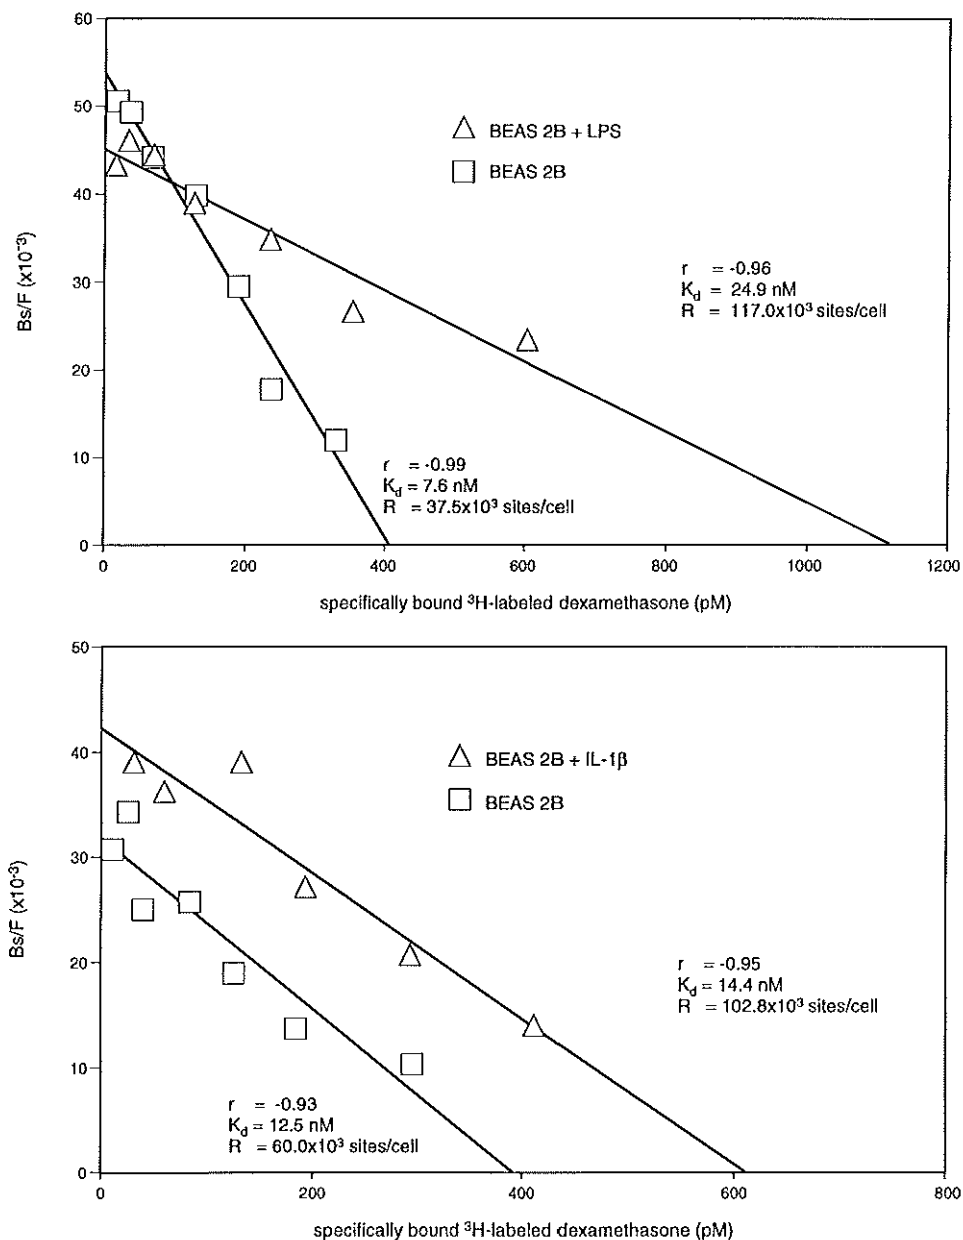 60
50
40
30
20
10
0
Bs/F (x10⁻³)
△ BEAS 2B + LPS
□ BEAS 2B
r = -0.96
K_d = 24.9 nM
R = 117.0x10³ sites/cell
r = -0.99
K_d = 7.6 nM
R = 37.5x10³ sites/cell
0 200 400 600 800 1000 1200
specifically bound ³H-labeled dexamethasone (pM)
50
40
30
20
10
0
Bs/F (x10⁻³)
△ BEAS 2B + IL-1β
□ BEAS 2B
r = -0.95
K_d = 14.4 nM
R = 102.8x10³ sites/cell
r = -0.93
K_d = 12.5 nM
R = 60.0x10³ sites/cell
0 200 400 600 800
specifically bound ³H-labeled dexamethasone (pM)